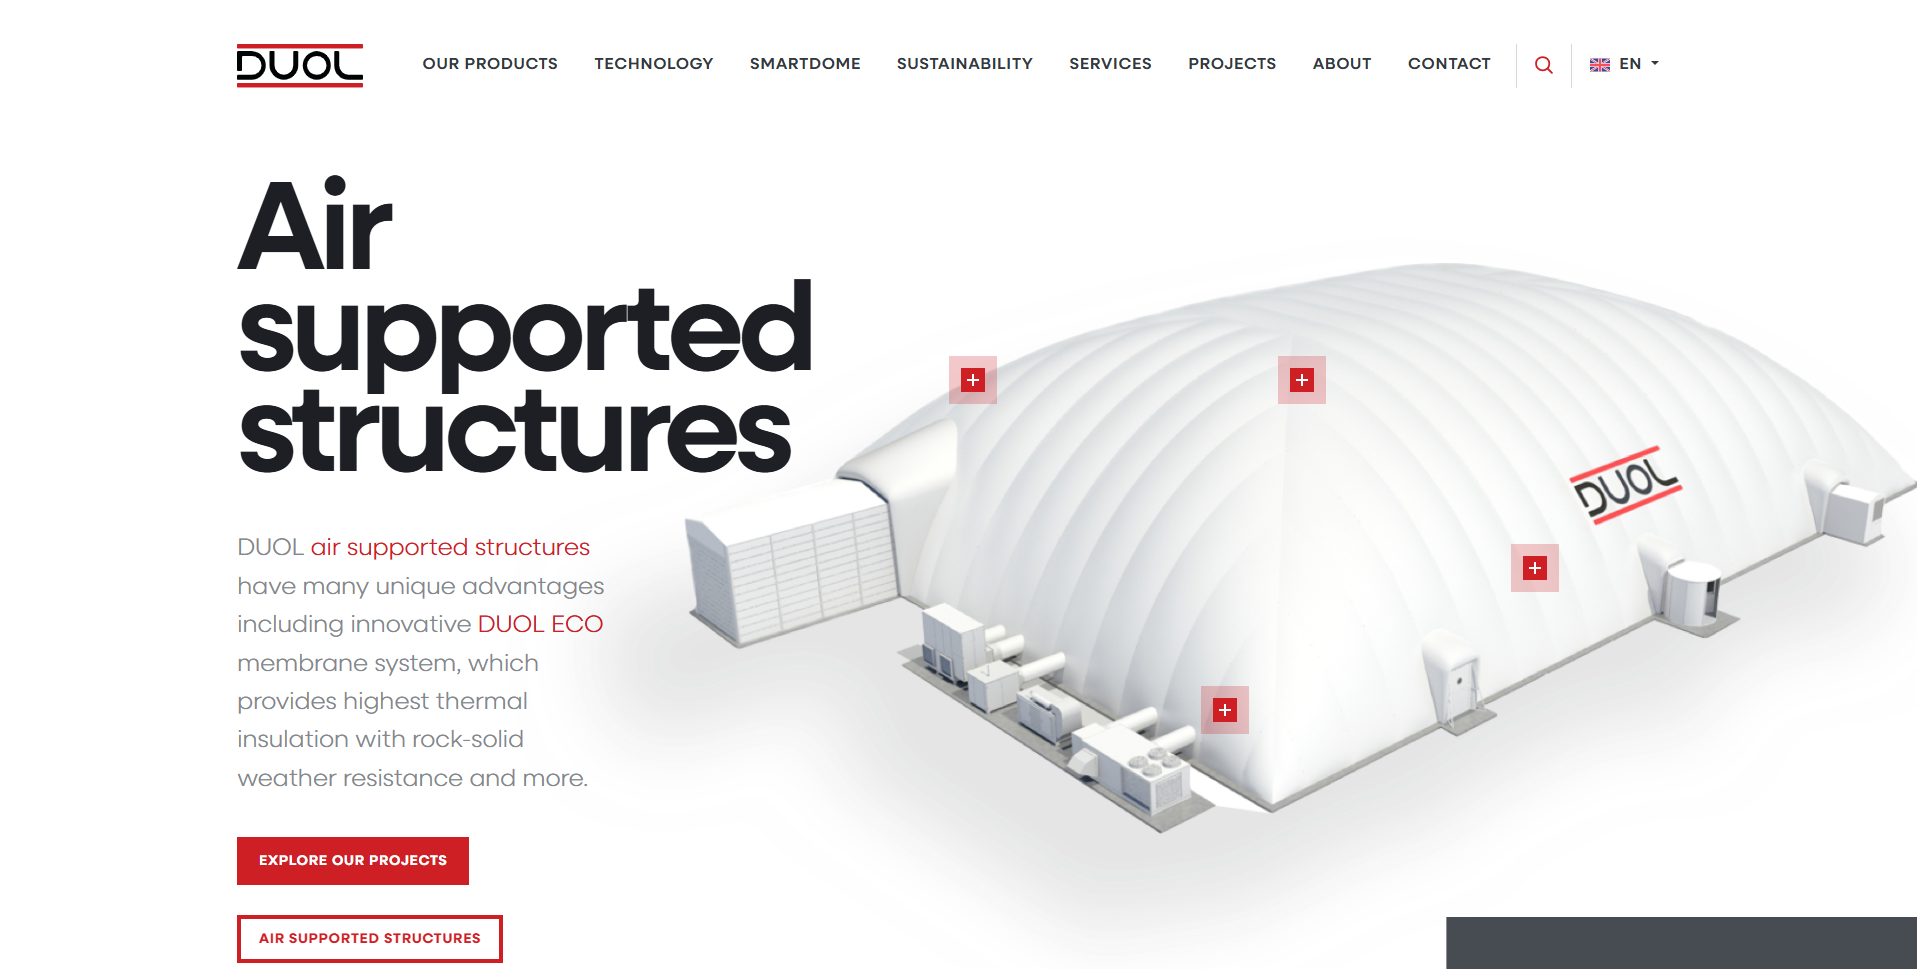 DUOL
OUR PRODUCTS
TECHNOLOGY
SMARTDOME
SUSTAINABILITY
SERVICES
PROJECTS
ABOUT
CONTACT
EN
Air
supported
structures
DUOL air supported structures
have many unique advantages
including innovative DUOL ECO
membrane system, which
provides highest thermal
insulation with rock-solid
weather resistance and more.
EXPLORE OUR PROJECTS
AIR SUPPORTED STRUCTURES
DUOL